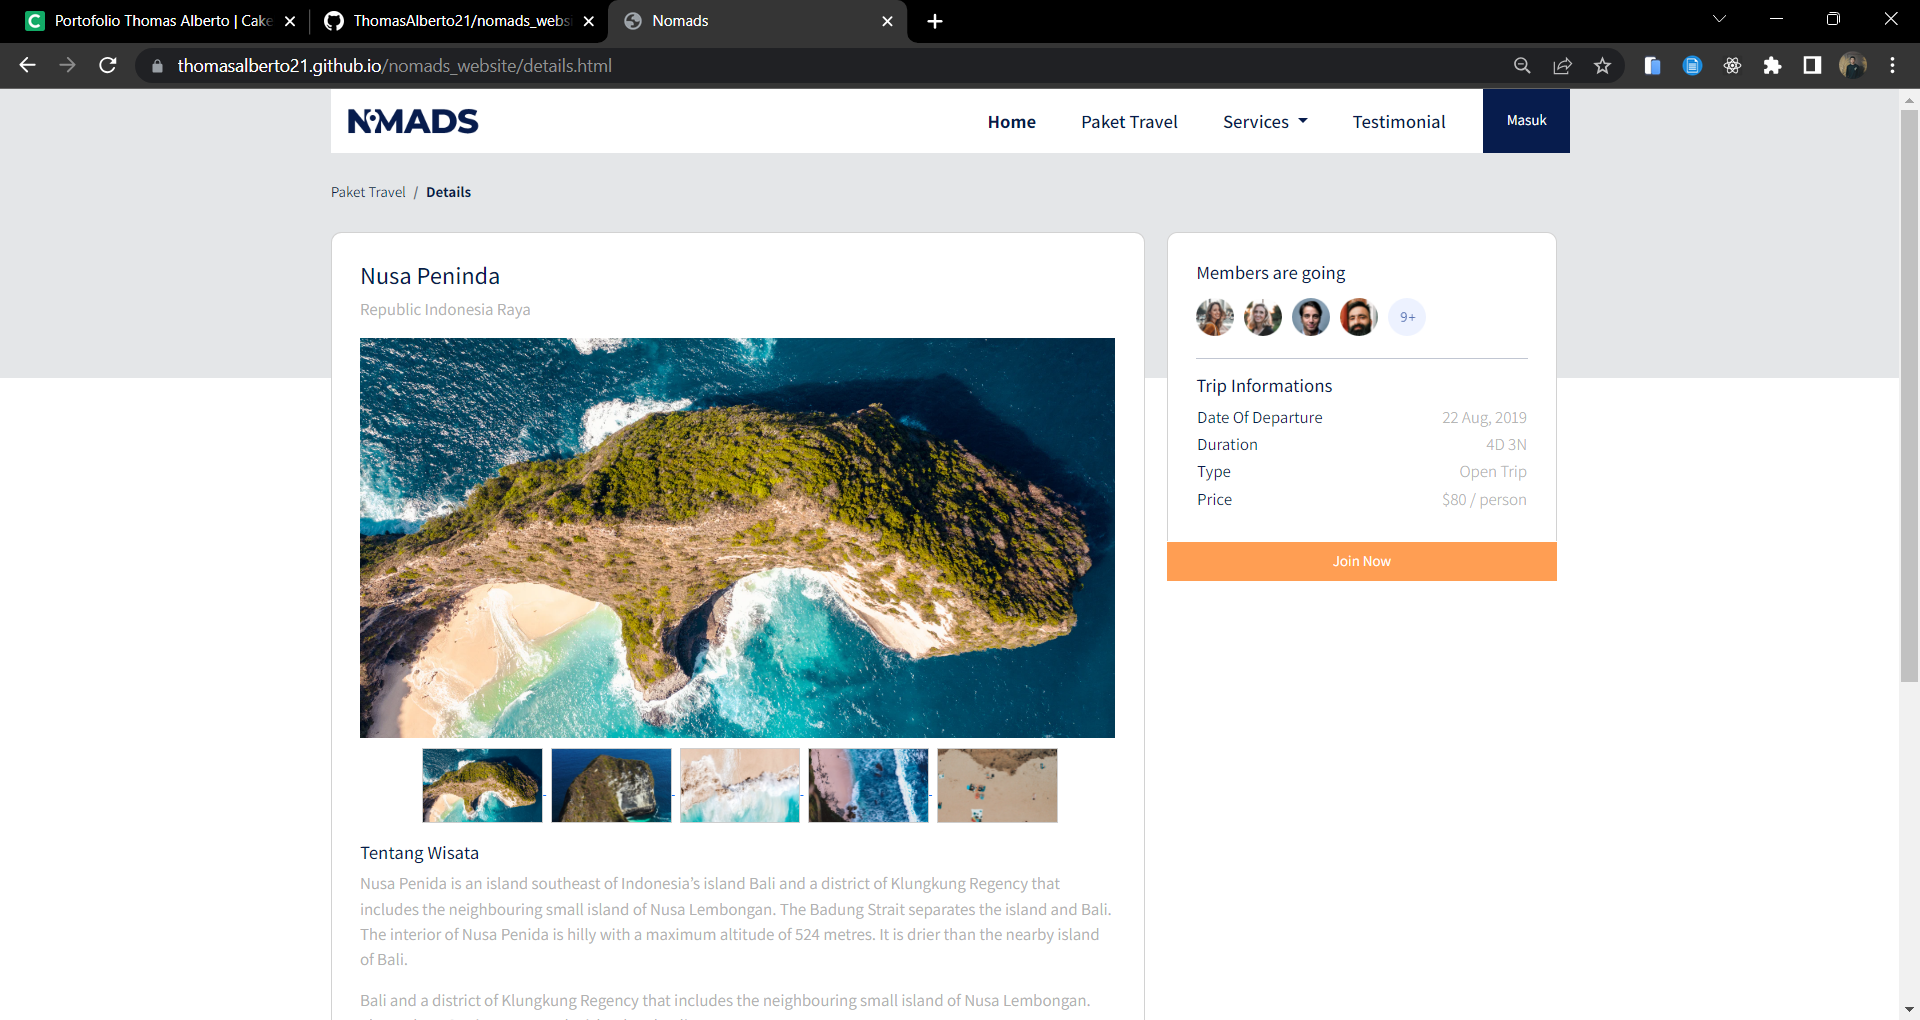 Portofolio Thomas Alberto | Cake
ThomasAlberto21/nomads_webs
Nomads
thomasalberto21.github.io/nomads_website/details.html
NOMADS
Home
Paket Travel
Services
Testimonial
Masuk
Paket Travel / Details
Nusa Peninda
Republic Indonesia Raya
Tentang Wisata
Nusa Penida is an island southeast of Indonesia’s island Bali and a district of Klungkung Regency that
includes the neighbouring small island of Nusa Lembongan. The Badung Strait separates the island and Bali.
The interior of Nusa Penida is hilly with a maximum altitude of 524 metres. It is drier than the nearby island
of Bali.
Bali and a district of Klungkung Regency that includes the neighbouring small island of Nusa Lembongan.
Members are going
9+
Trip Informations
Date Of Departure 22 Aug, 2019
Duration 4D 3N
Type Open Trip
Price $80 / person
Join Now